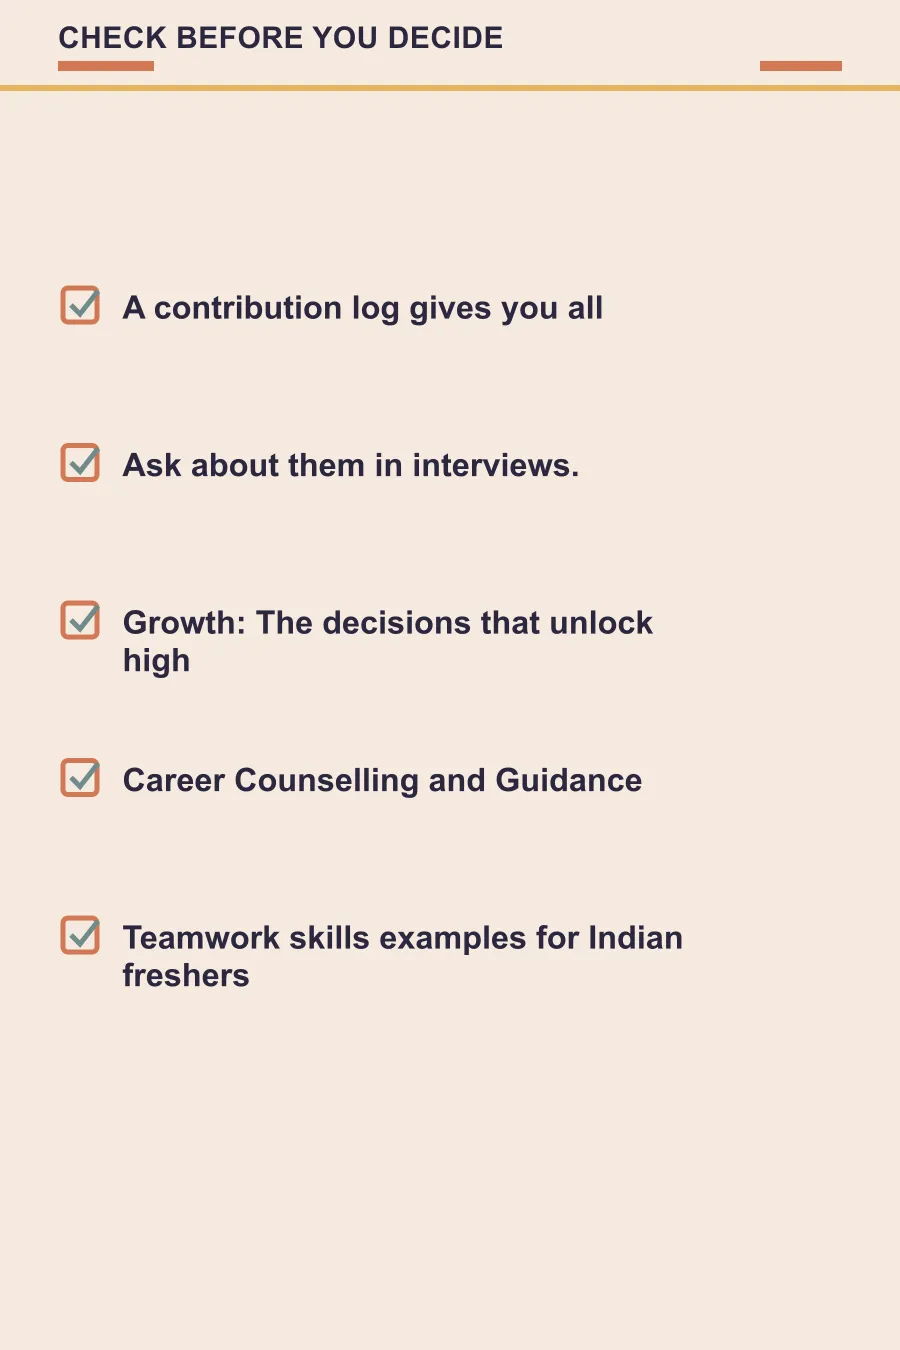 CHECK BEFORE YOU DECIDE
A contribution log gives you all
Ask about them in interviews.
Growth: The decisions that unlock
high
Career Counselling and Guidance
Teamwork skills examples for Indian
freshers